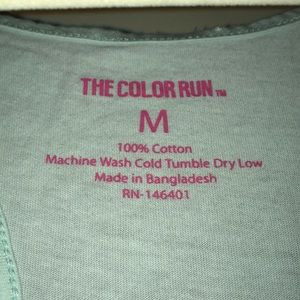 THE COLOR RUN™
M
100% Cotton
Machine Wash Cold Tumble Dry Low
Made in Bangladesh
RN-146401